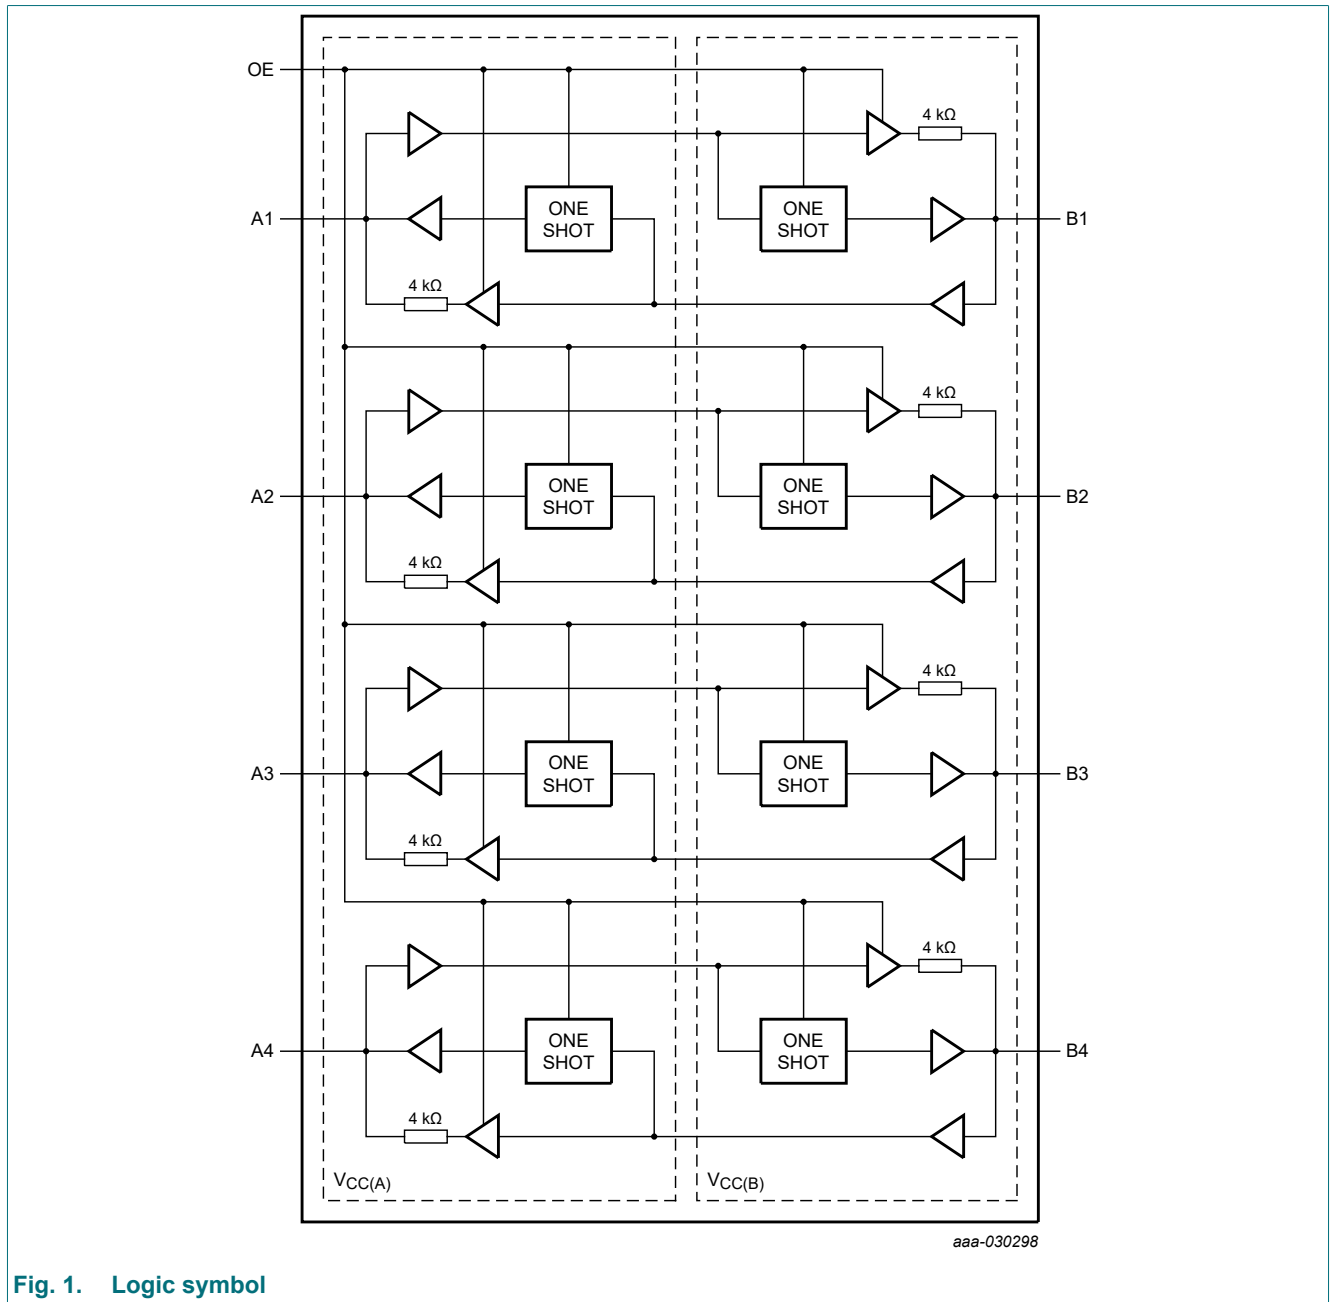 OE
4 kΩ
A1
ONE
SHOT
ONE
SHOT
B1
4 kΩ
4 kΩ
A2
ONE
SHOT
ONE
SHOT
B2
4 kΩ
4 kΩ
A3
ONE
SHOT
ONE
SHOT
B3
4 kΩ
4 kΩ
A4
ONE
SHOT
ONE
SHOT
B4
4 kΩ
VCC(A)
VCC(B)
aaa-030298
Fig. 1. Logic symbol